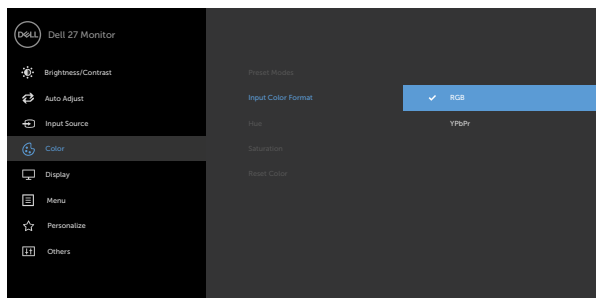 DELL Dell 27 Monitor
Brightness/Contrast
Preset Modes
Auto Adjust
Input Color Format
RGB
Input Source
Hue
YPbPr
Color
Saturation
Display
Reset Color
Menu
Personalize
Others